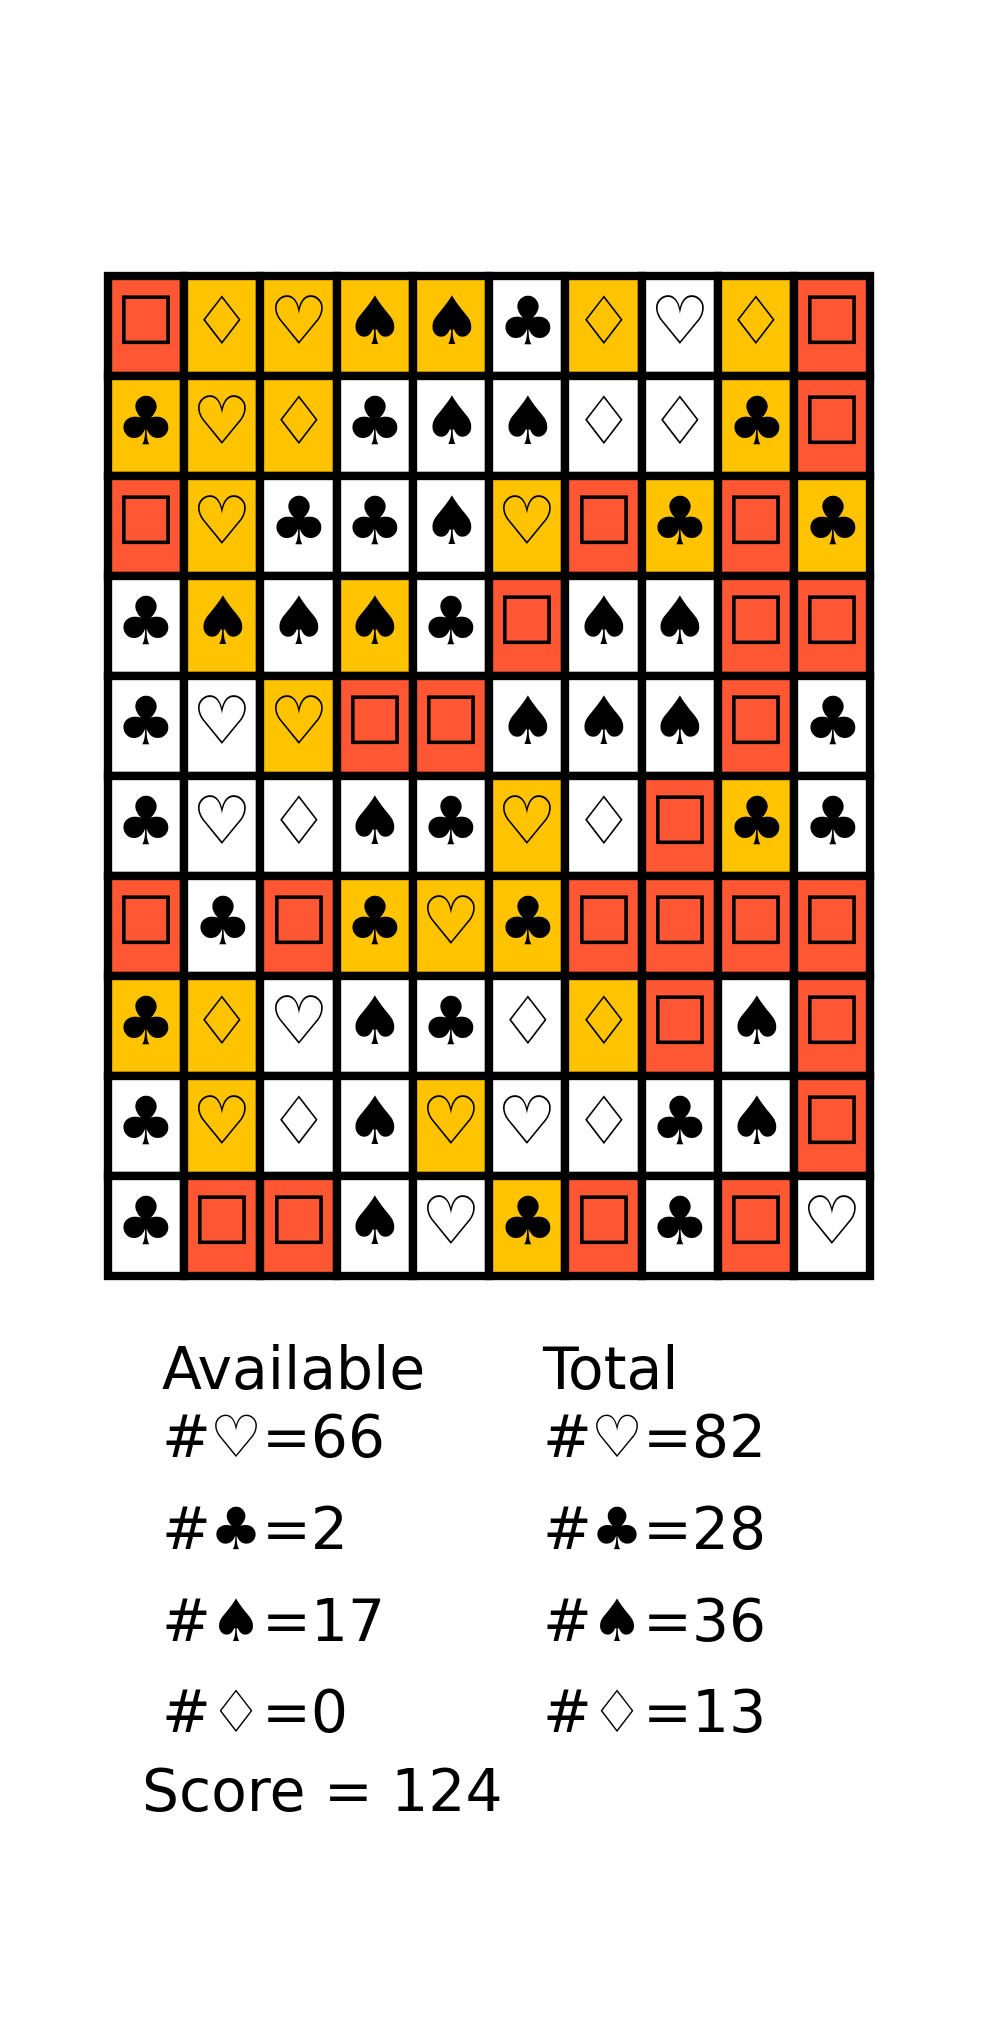 □ ♢ ♡ ♠ ♠ ♣ ♢ ♡ ♢ □
♣ ♡ ♢ ♣ ♠ ♠ ♢ ♢ ♣ □
□ ♡ ♣ ♣ ♠ ♡ □ ♣ □ ♣
♣ ♠ ♠ ♠ ♣ □ ♠ ♠ □ □
♣ ♡ ♡ □ □ ♠ ♠ ♠ □ ♣
♣ ♡ ♢ ♠ ♣ ♡ ♢ □ ♣ ♣
□ ♣ □ ♣ ♡ ♣ □ □ □ □
♣ ♢ ♡ ♠ ♣ ♢ ♢ □ ♠ □
♣ ♡ ♢ ♠ ♡ ♡ ♢ ♣ ♠ □
♣ □ □ ♠ ♡ ♣ □ ♣ □ ♡
Available Total
#♡=66 #♡=82
#♣=2 #♣=28
#♠=17 #♠=36
#♢=0 #♢=13
Score = 124